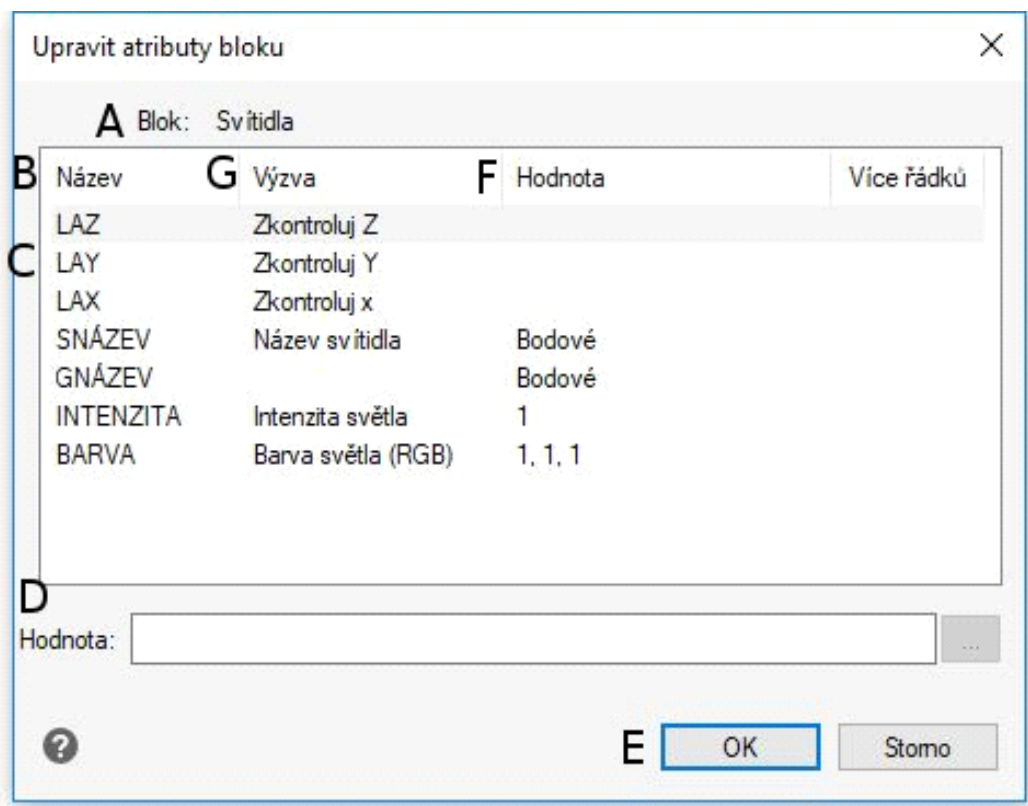 Upravit atributy bloku
A Blok: Svítidla
B Název G Výzva F Hodnota Více řádků
LAZ Zkontroluj Z
C LAY Zkontroluj Y
LAX Zkontroluj x
SNÁZEV Název svítidla Bodové
GNÁZEV Bodové
INTENZITA Intenzita světla 1
BARVA Barva světla (RGB) 1, 1, 1
D
Hodnota: ...
? E OK Storno